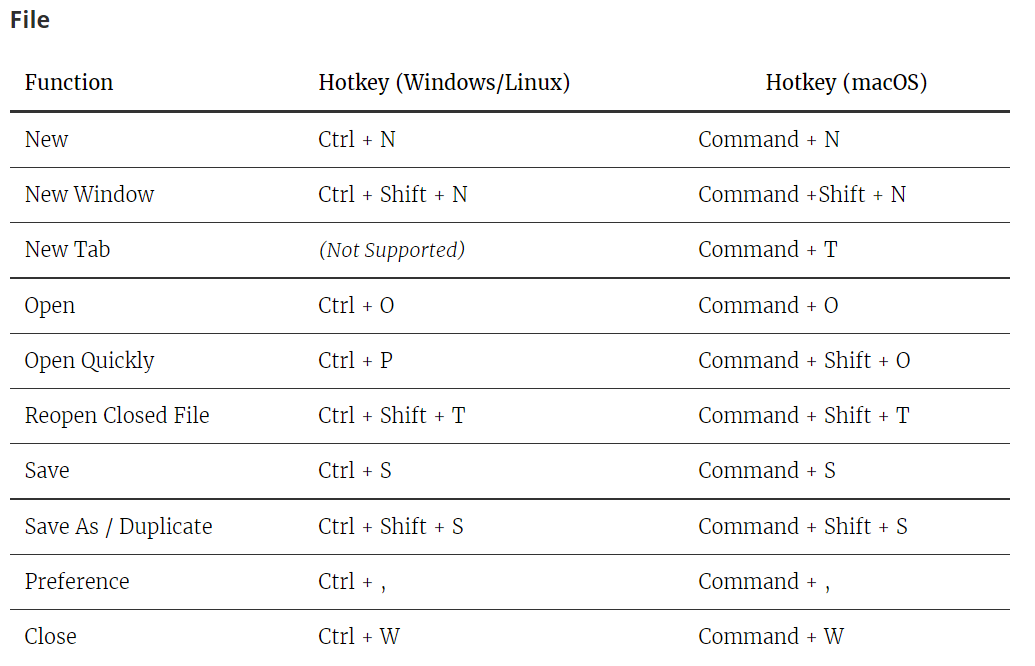 File
Function Hotkey (Windows/Linux) Hotkey (macOS)
New Ctrl + N Command + N
New Window Ctrl + Shift + N Command +Shift + N
New Tab (Not Supported) Command + T
Open Ctrl + O Command + O
Open Quickly Ctrl + P Command + Shift + O
Reopen Closed File Ctrl + Shift + T Command + Shift + T
Save Ctrl + S Command + S
Save As / Duplicate Ctrl + Shift + S Command + Shift + S
Preference Ctrl + , Command + ,
Close Ctrl + W Command + W